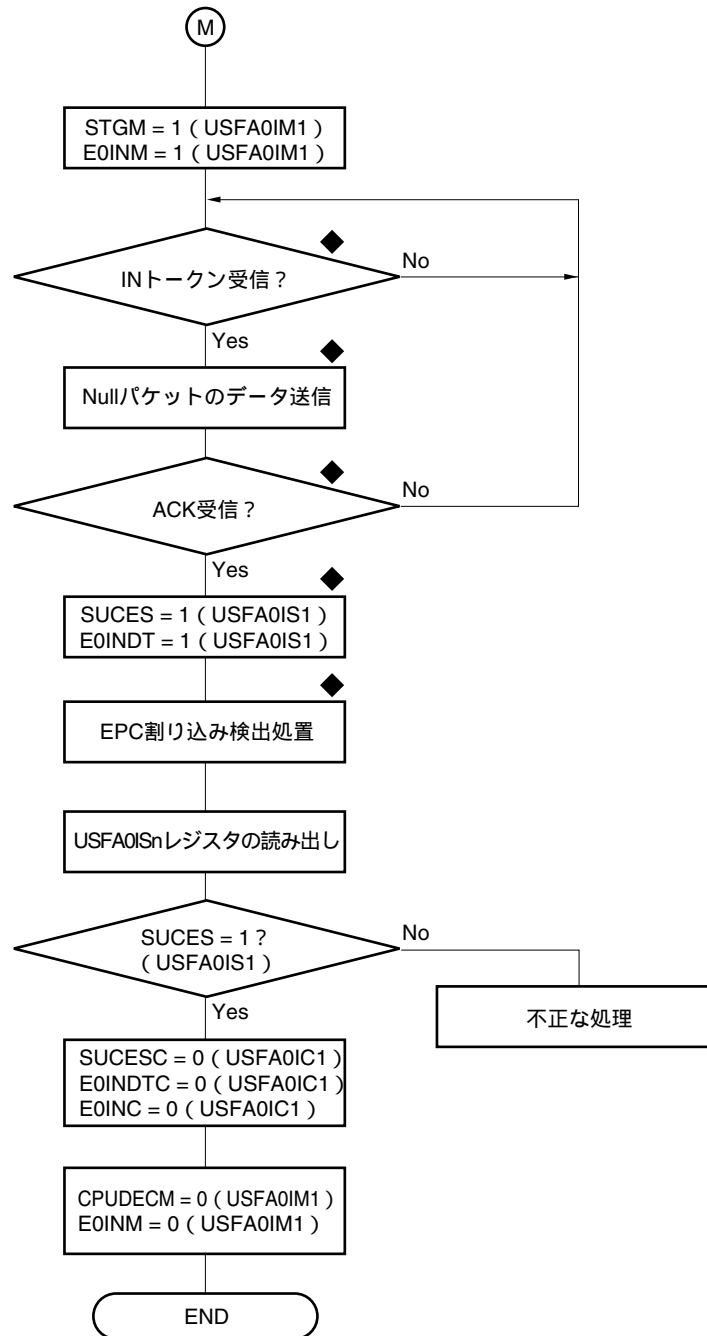 M
STGM = 1 ( USFA0IM1 )
E0INM = 1 ( USFA0IM1 )
INトークン受信？
No
Yes
Nullパケットのデータ送信
ACK受信？
No
Yes
SUCES = 1 ( USFA0IS1 )
E0INDT = 1 ( USFA0IS1 )
EPC割り込み検出処置
USFA0ISnレジスタの読み出し
SUCES = 1？
( USFA0IS1 )
No
Yes
不正な処理
SUCESC = 0 ( USFA0IC1 )
E0INDTC = 0 ( USFA0IC1 )
E0INC = 0 ( USFA0IC1 )
CPUDECM = 0 ( USFA0IM1 )
E0INM = 0 ( USFA0IM1 )
END